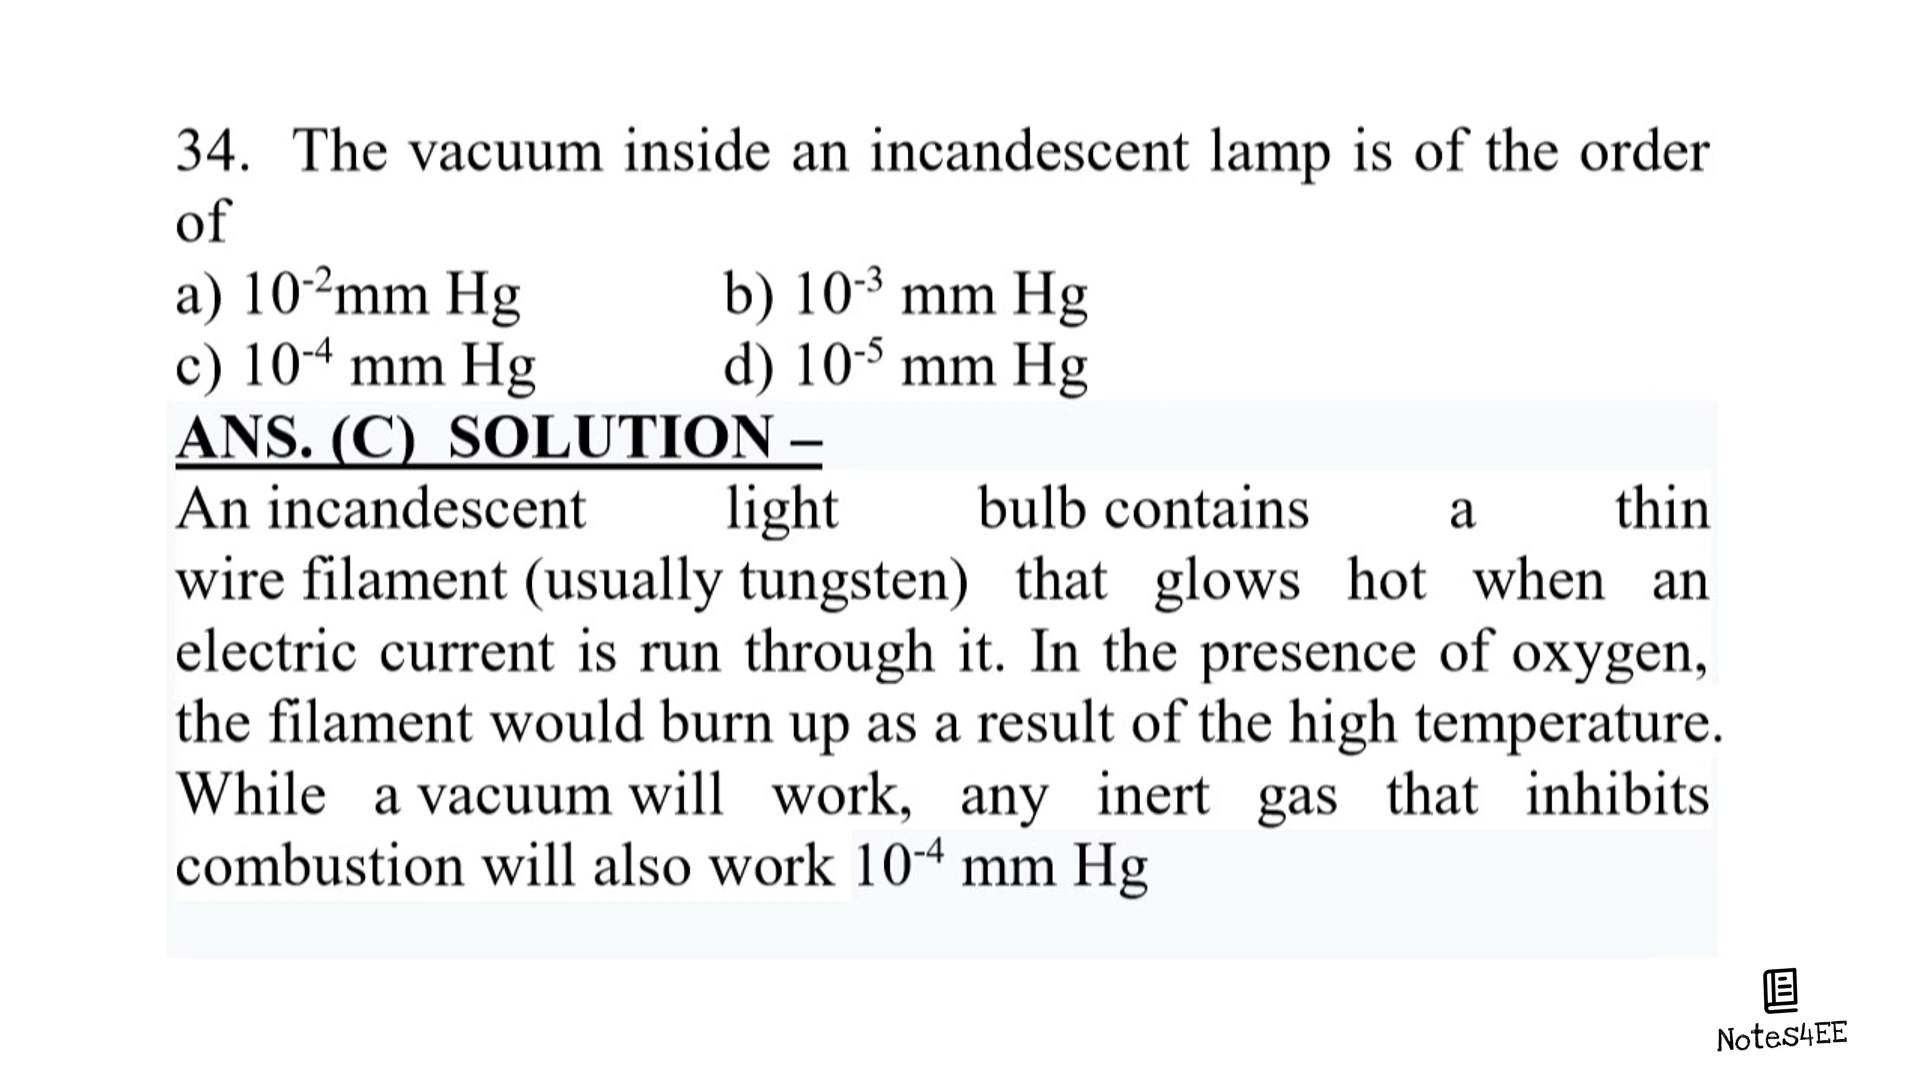 34. The vacuum inside an incandescent lamp is of the order
of
a) 10⁻²mm Hg b) 10⁻³ mm Hg
c) 10⁻⁴ mm Hg d) 10⁻⁵ mm Hg
ANS. (C) SOLUTION –
An incandescent light bulb contains a thin
wire filament (usually tungsten) that glows hot when an
electric current is run through it. In the presence of oxygen,
the filament would burn up as a result of the high temperature.
While a vacuum will work, any inert gas that inhibits
combustion will also work 10⁻⁴ mm Hg
Notes4EE